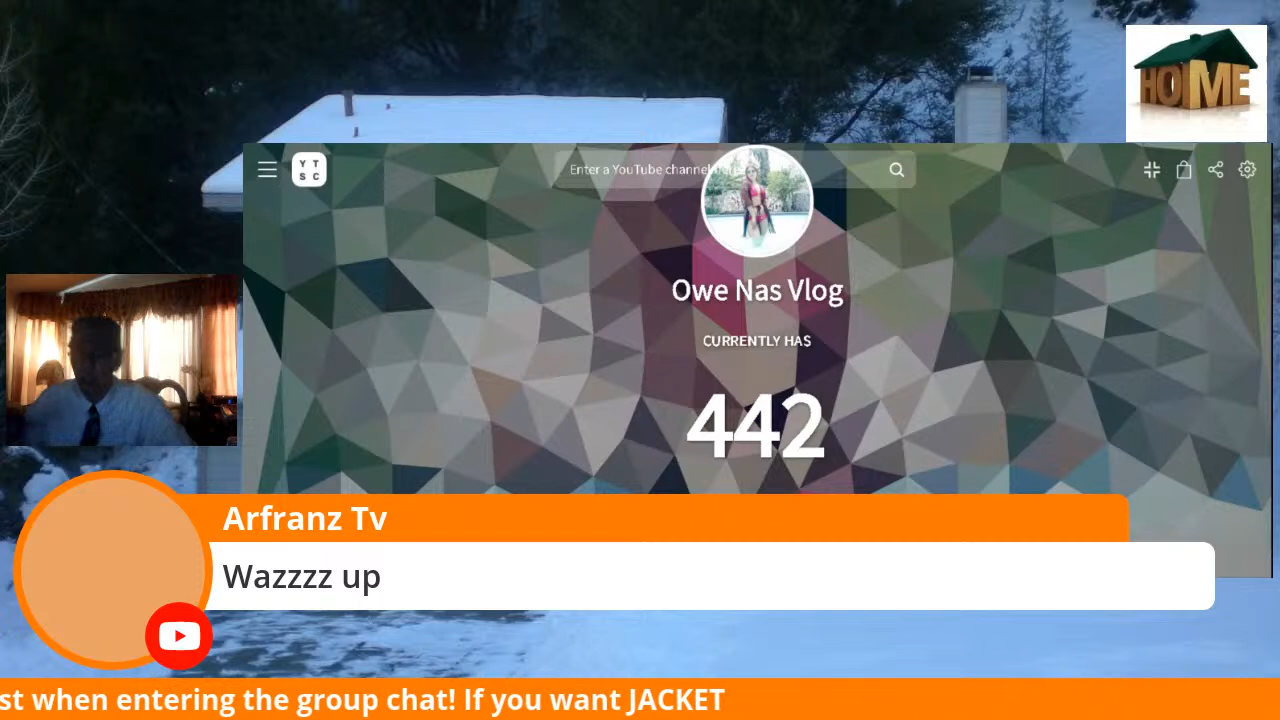 HOME
Y T
S C
Enter a YouTube channel
Owe Nas Vlog
CURRENTLY HAS
442
Arfranz Tv
Wazzzz up
st when entering the group chat! If you want JACKET